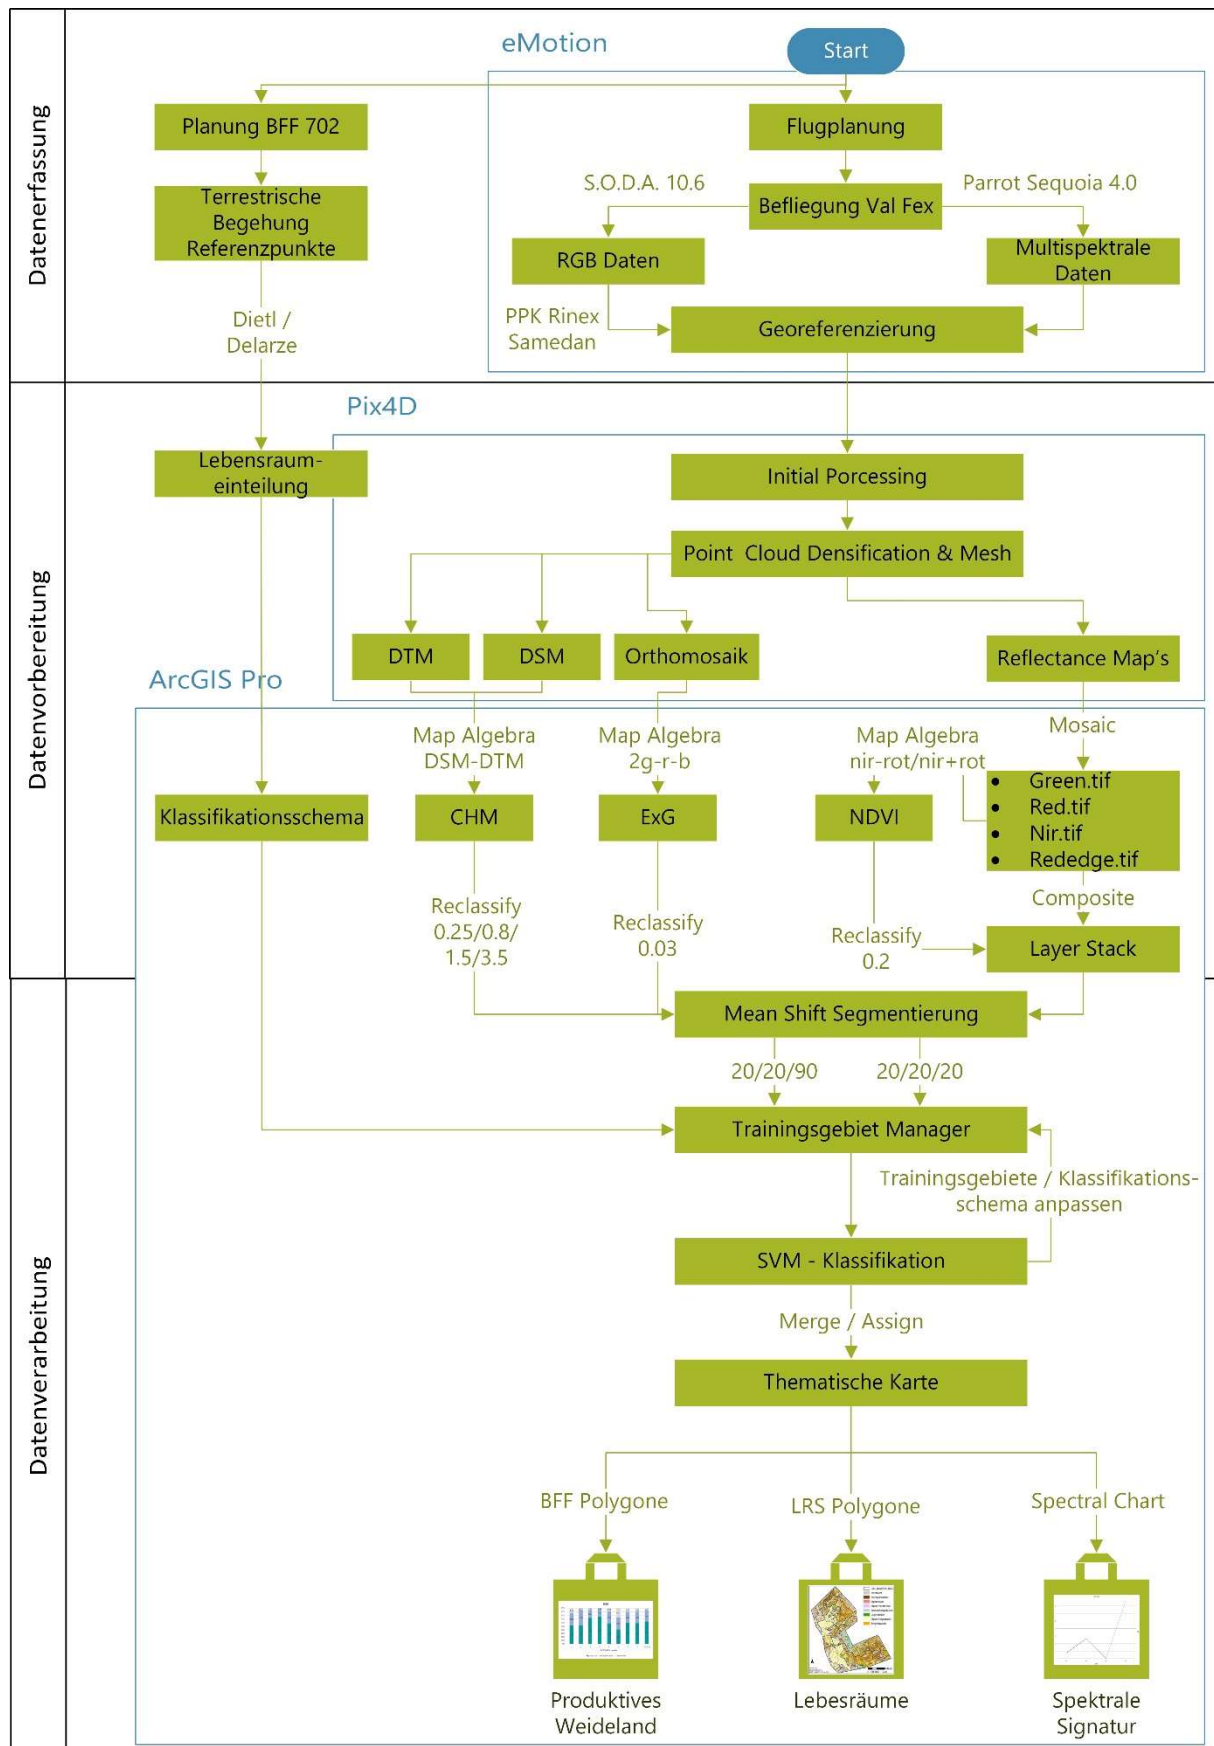 eMotion
Start
Datenerfassung
Planung BFF 702
Flugplanung
Terrestrische
Begehung
Referenzpunkte
S.O.D.A. 10.6
Parrot Sequoia 4.0
Befliegung Val Fex
RGB Daten
Multispektrale
Daten
Dietl /
Delarze
PPK Rinex
Samedan
Georeferenzierung
Datenvorbereitung
Pix4D
Lebensraum-
einteilung
Initial Porcessing
Point Cloud Densification & Mesh
DTM
DSM
Orthomosaik
Reflectance Map's
ArcGIS Pro
Map Algebra
DSM-DTM
Map Algebra
2g-r-b
Map Algebra
nir-rot/nir+rot
Mosaic
Klassifikationsschema
CHM
ExG
NDVI
• Green.tif
• Red.tif
• Nir.tif
• Rededge.tif
Reclassify
0.25/0.8/
1.5/3.5
Reclassify
0.03
Reclassify
0.2
Composite
Layer Stack
Datenverarbeitung
Mean Shift Segmentierung
20/20/90
20/20/20
Trainingsgebiet Manager
Trainingsgebiete / Klassifikations-
schema anpassen
SVM - Klassifikation
Merge / Assign
Thematische Karte
BFF Polygone
LRS Polygone
Spectral Chart
Produktives
Weideland
Lebesräume
Spektrale
Signatur